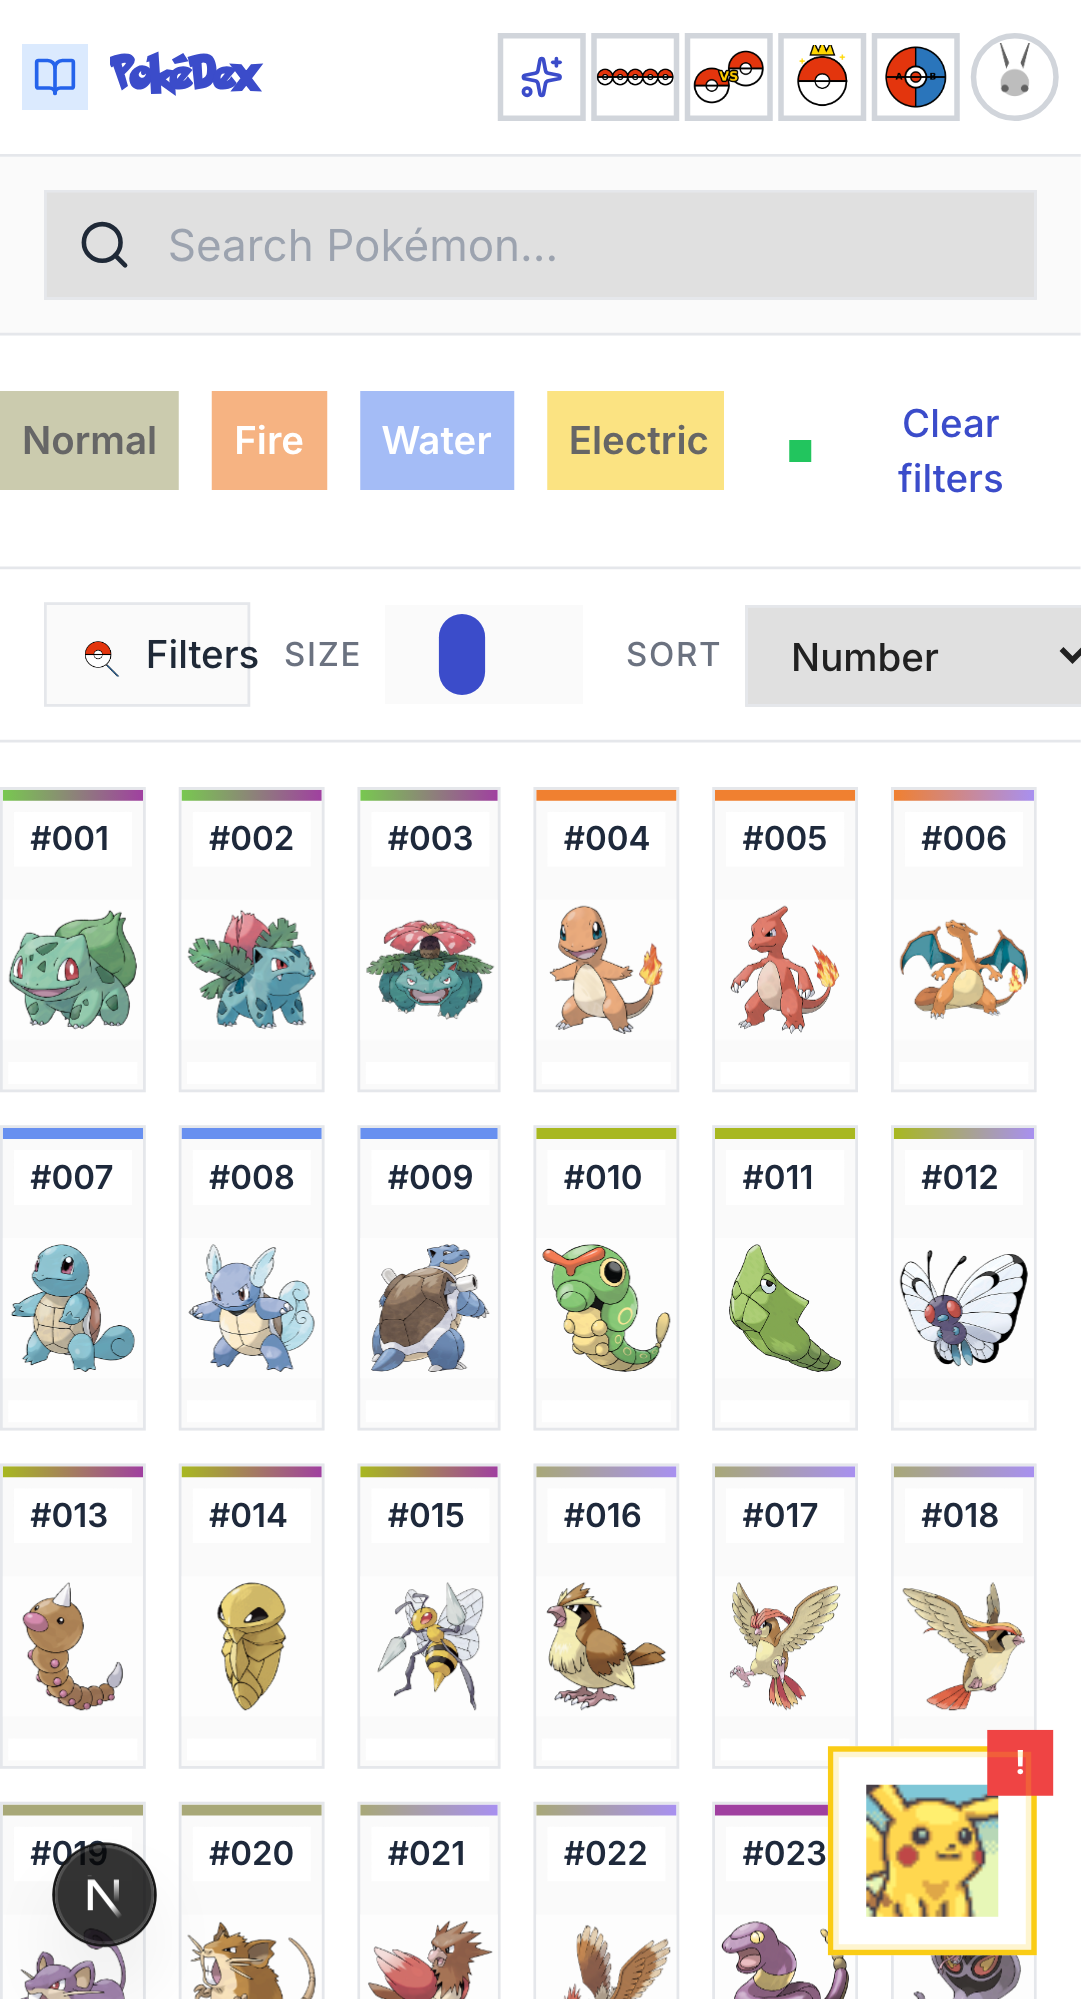 PokéDex
VS
A B
Search Pokémon...
Normal Fire Water Electric Clear
filters
Filters SIZE SORT Number
#001 #002 #003 #004 #005 #006
#007 #008 #009 #010 #011 #012
#013 #014 #015 #016 #017 #018
!
#019 #020 #021 #022 #023
N